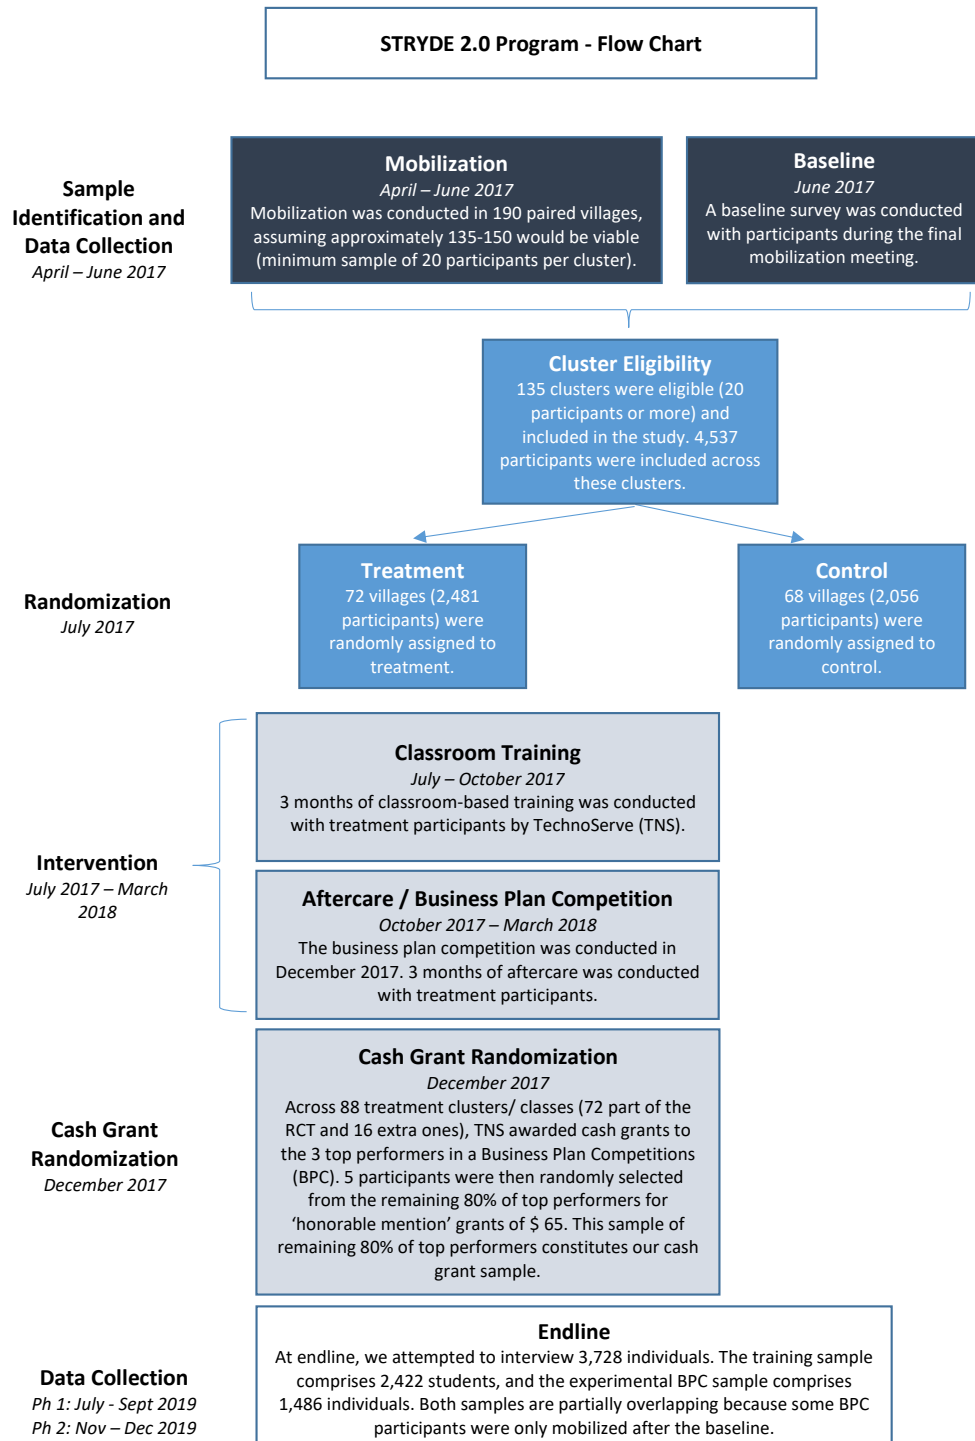 STRYDE 2.0 Program - Flow Chart
Sample
Identification and
Data Collection
April – June 2017
Mobilization
April – June 2017
Mobilization was conducted in 190 paired villages,
assuming approximately 135-150 would be viable
(minimum sample of 20 participants per cluster).
Baseline
June 2017
A baseline survey was conducted
with participants during the final
mobilization meeting.
Cluster Eligibility
135 clusters were eligible (20
participants or more) and
included in the study. 4,537
participants were included across
these clusters.
Randomization
July 2017
Treatment
72 villages (2,481
participants) were
randomly assigned to
treatment.
Control
68 villages (2,056
participants) were
randomly assigned to
control.
Intervention
July 2017 – March
2018
Classroom Training
July – October 2017
3 months of classroom-based training was conducted
with treatment participants by TechnoServe (TNS).
Aftercare / Business Plan Competition
October 2017 – March 2018
The business plan competition was conducted in
December 2017. 3 months of aftercare was conducted
with treatment participants.
Cash Grant
Randomization
December 2017
Cash Grant Randomization
December 2017
Across 88 treatment clusters/ classes (72 part of the
RCT and 16 extra ones), TNS awarded cash grants to
the 3 top performers in a Business Plan Competitions
(BPC). 5 participants were then randomly selected
from the remaining 80% of top performers for
‘honorable mention’ grants of $ 65. This sample of
remaining 80% of top performers constitutes our cash
grant sample.
Data Collection
Ph 1: July - Sept 2019
Ph 2: Nov – Dec 2019
Endline
At endline, we attempted to interview 3,728 individuals. The training sample
comprises 2,422 students, and the experimental BPC sample comprises
1,486 individuals. Both samples are partially overlapping because some BPC
participants were only mobilized after the baseline.